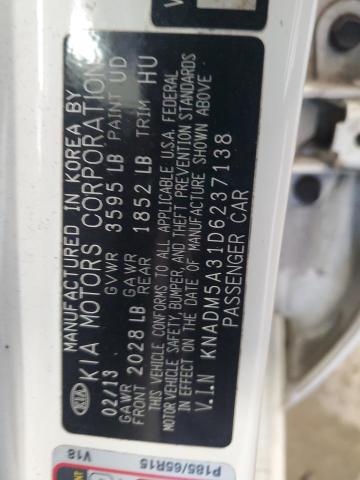 MANUFACTURED IN KOREA BY
KIA MOTORS CORPORATION
02/13 GVWR 3595 LB PAINT UD
GAWR FRONT 2028 LB GAWR REAR 1852 LB TRIM HU
THIS VEHICLE CONFORMS TO ALL APPLICABLE U.S.A. FEDERAL
MOTOR VEHICLE SAFETY, BUMPER, AND THEFT PREVENTION STANDARDS
IN EFFECT ON THE DATE OF MANUFACTURE SHOWN ABOVE
V.I.N KNADM5A31D6237138
PASSENGER CAR
KIA
P185/65R15
V18